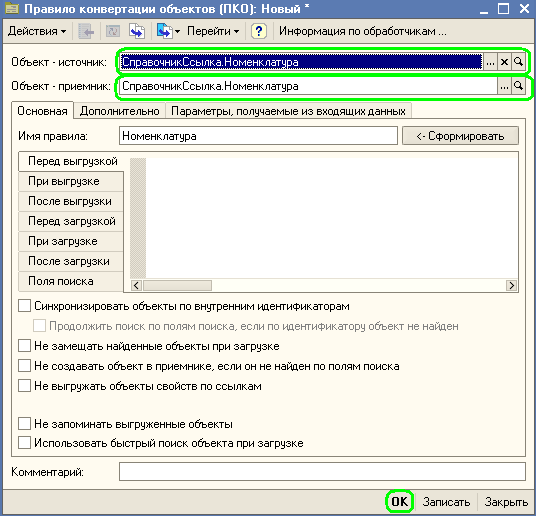 Правило конвертации объектов (ПКО): Новый *
Действия Перейти Информация по обработчикам ...
Объект - источник: СправочникСсылка.Номенклатура ... ×
Объект - приемник: СправочникСсылка.Номенклатура ...
Основная Дополнительно Параметры, получаемые из входящих данных
Имя правила: Номенклатура <- Сформировать
Перед выгрузкой
При выгрузке
После выгрузки
Перед загрузкой
При загрузке
После загрузки
Поля поиска
Синхронизировать объекты по внутренним идентификаторам
Продолжить поиск по полям поиска, если по идентификатору объект не найден
Не замещать найденные объекты при загрузке
Не создавать объект в приемнике, если он не найден по полям поиска
Не выгружать объекты свойств по ссылкам
Не запоминать выгруженные объекты
Использовать быстрый поиск объекта при загрузке
Комментарий:
OK Записать Закрыть